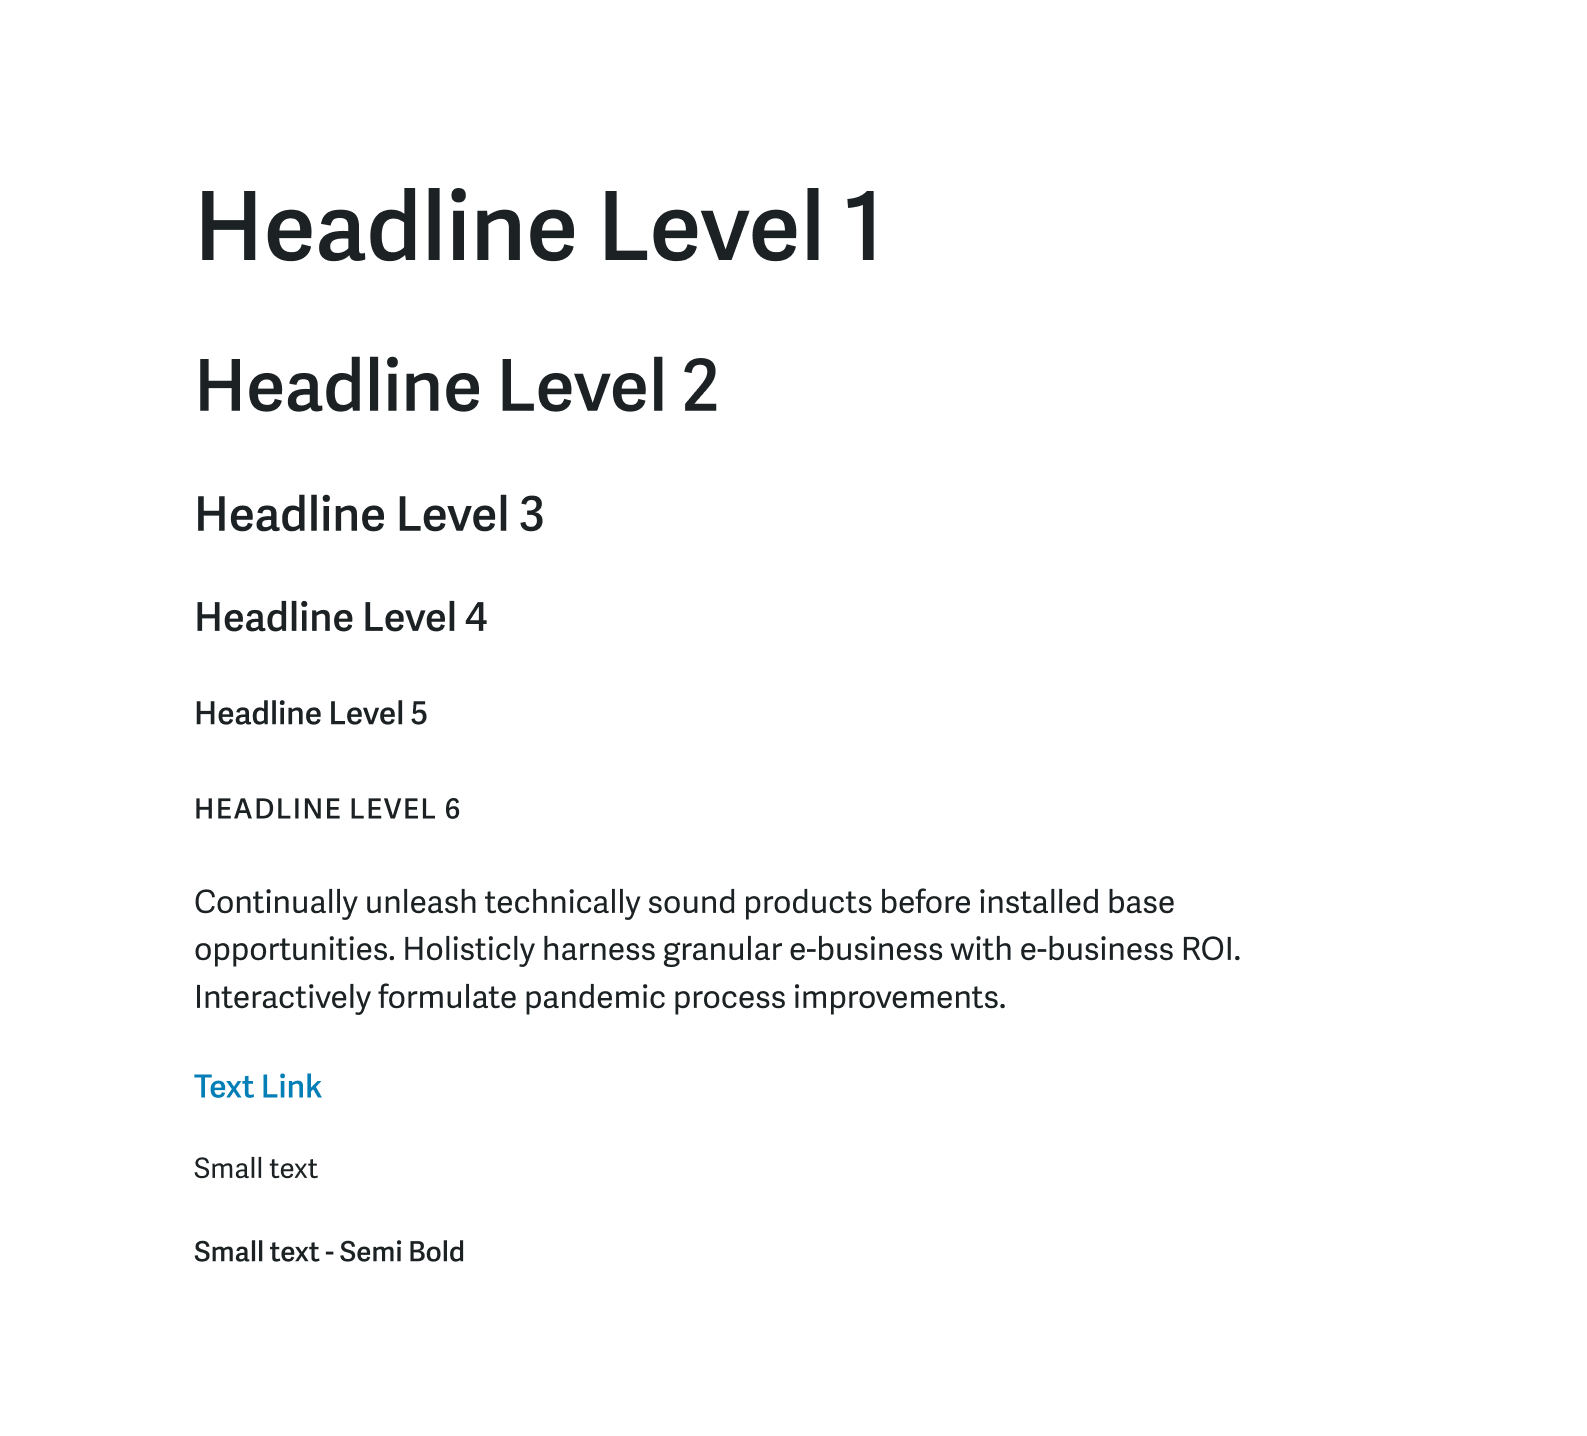 Headline Level 1
Headline Level 2
Headline Level 3
Headline Level 4
Headline Level 5
HEADLINE LEVEL 6
Continually unleash technically sound products before installed base
opportunities. Holisticly harness granular e-business with e-business ROI.
Interactively formulate pandemic process improvements.
Text Link
Small text
Small text - Semi Bold